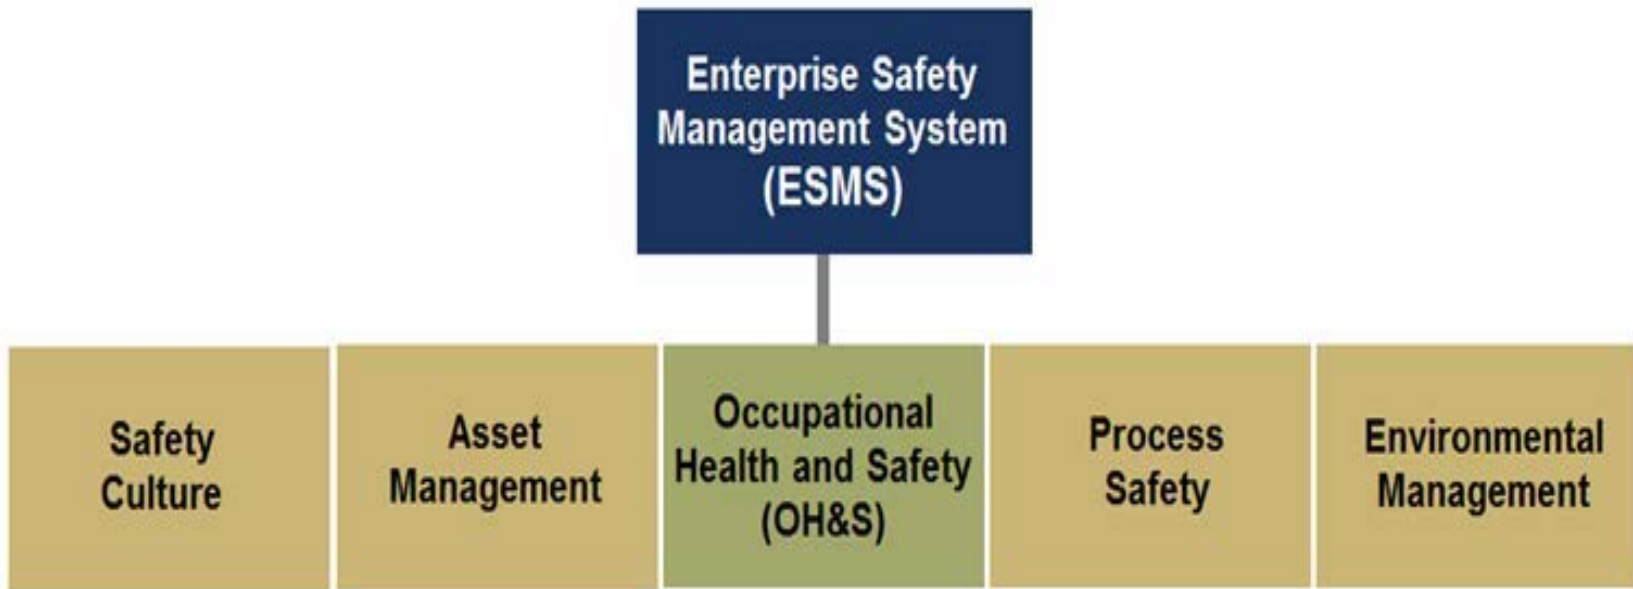 Enterprise Safety
Management System
(ESMS)
Safety
Culture
Asset
Management
Occupational
Health and Safety
(OH&S)
Process
Safety
Environmental
Management